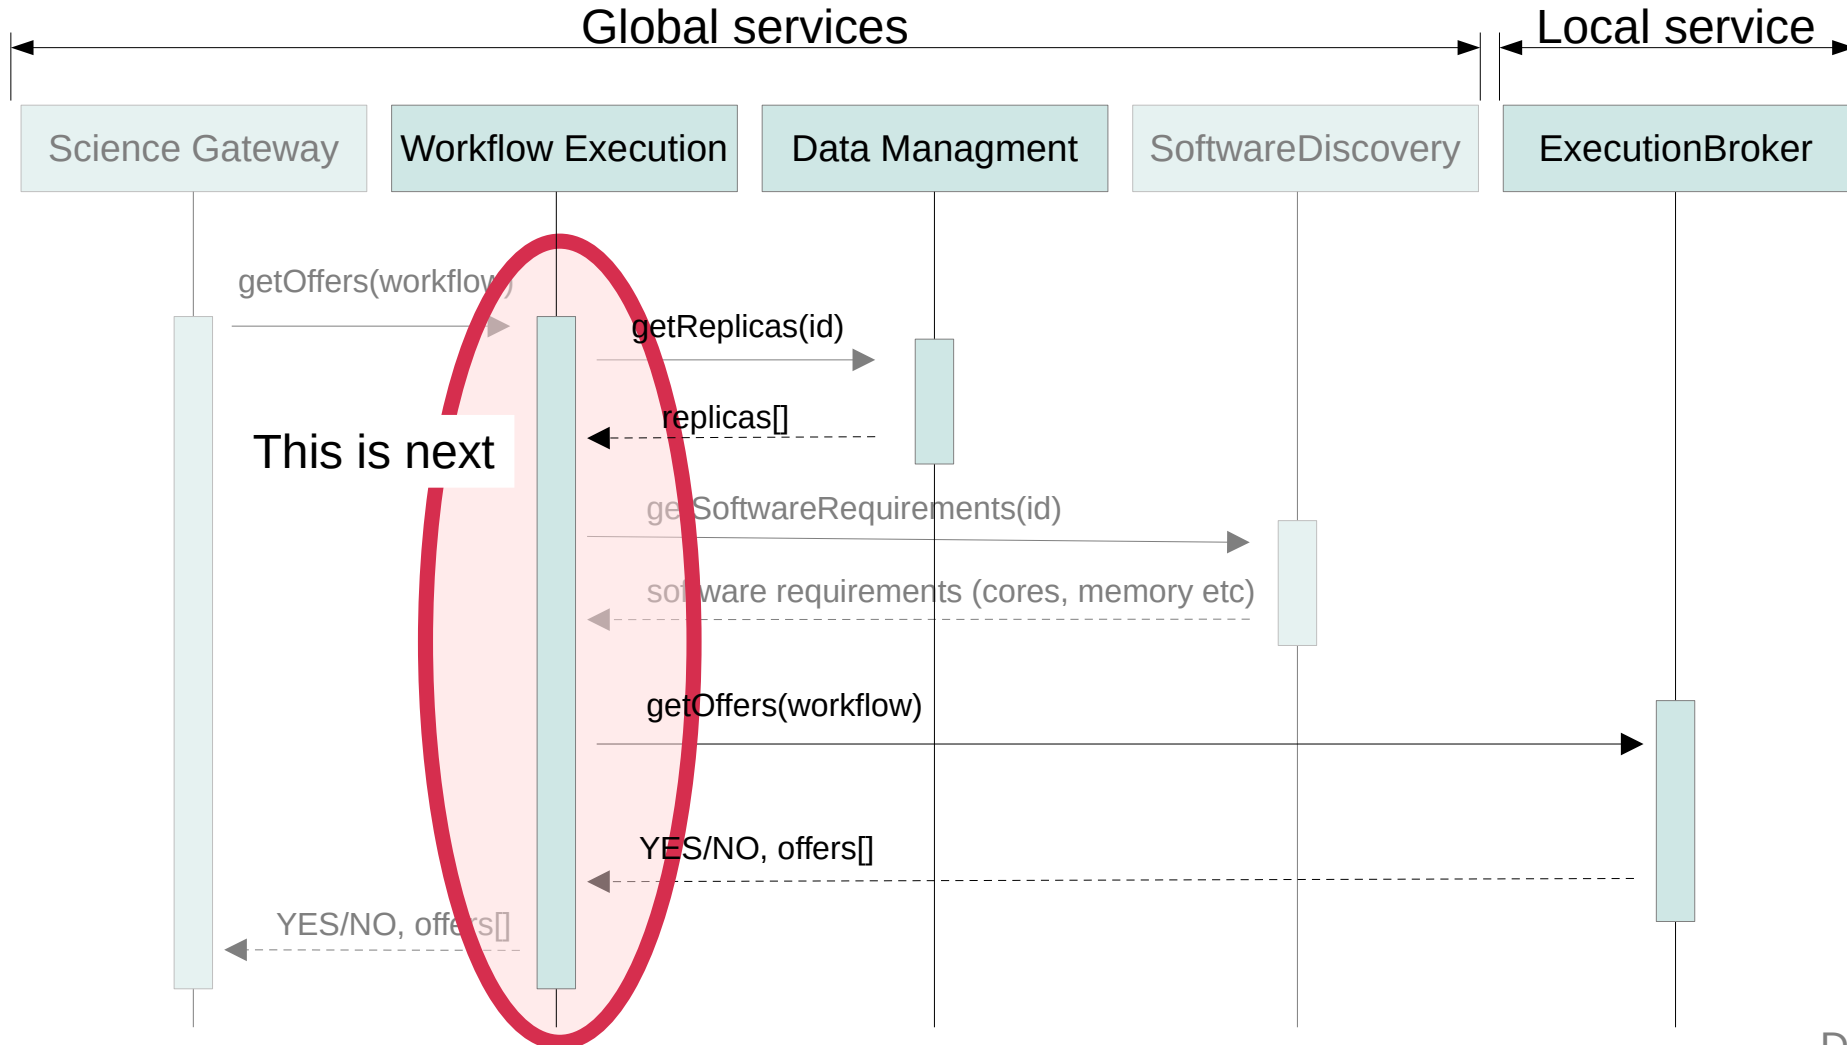 Global services
Local service
Science Gateway
Workflow Execution
Data Managment
SoftwareDiscovery
ExecutionBroker
getOffers(workflow)
getReplicas(id)
replicas[]
This is next
getSoftwareRequirements(id)
software requirements (cores, memory etc)
getOffers(workflow)
YES/NO, offers[]
YES/NO, offers[]